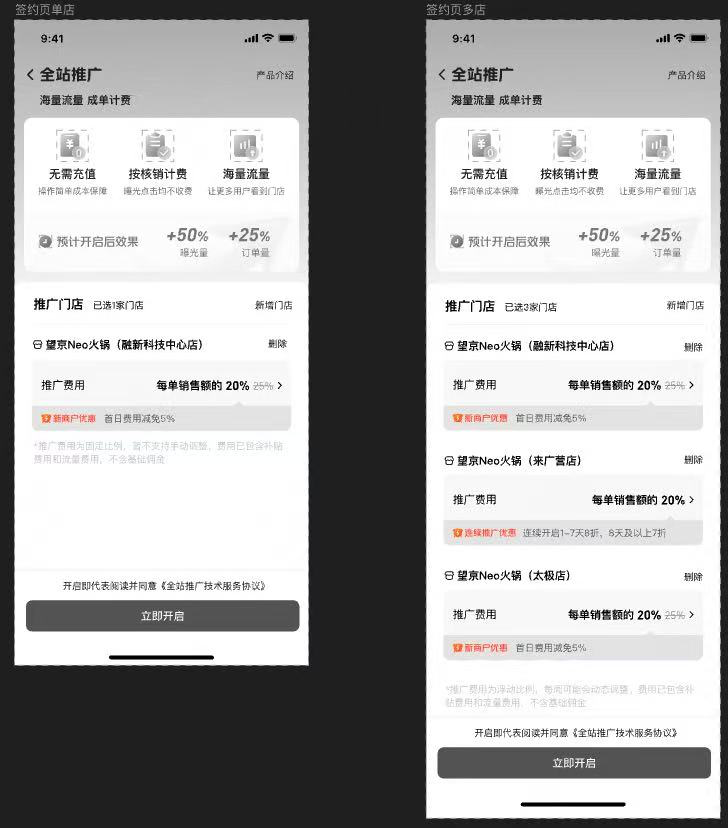 签约页单店
9:41
全站推广
产品介绍
海量流量 成单计费
无需充值
按核销计费
海量流量
操作简单成本保障
曝光点击均不收费
让更多用户看到门店
预计开启后效果
+50%
+25%
曝光量
订单量
推广门店
已选1家门店
新增门店
望京Neo火锅（融新科技中心店）
删除
推广费用
每单销售额的 20% 25%
新商户优惠
首日费用减免5%
*推广费用为固定比例，暂不支持手动调整，费用已包含补贴
费用和流量费用，不含基础佣金
开启即代表阅读并同意《全站推广技术服务协议》
立即开启
签约页多店
9:41
全站推广
产品介绍
海量流量 成单计费
无需充值
按核销计费
海量流量
操作简单成本保障
曝光点击均不收费
让更多用户看到门店
预计开启后效果
+50%
+25%
曝光量
订单量
推广门店
已选3家门店
新增门店
望京Neo火锅（融新科技中心店）
删除
推广费用
每单销售额的 20% 25%
新商户优惠
首日费用减免5%
望京Neo火锅（来广营店）
删除
推广费用
每单销售额的 20%
连续推广优惠
连续开启1-7天8折，8天及以上7折
望京Neo火锅（太极店）
删除
推广费用
每单销售额的 20% 25%
新商户优惠
首日费用减免5%
*推广费用为浮动比例，每周可能会动态调整，费用已包含补
贴费用和流量费用，不含基础佣金
开启即代表阅读并同意《全站推广技术服务协议》
立即开启